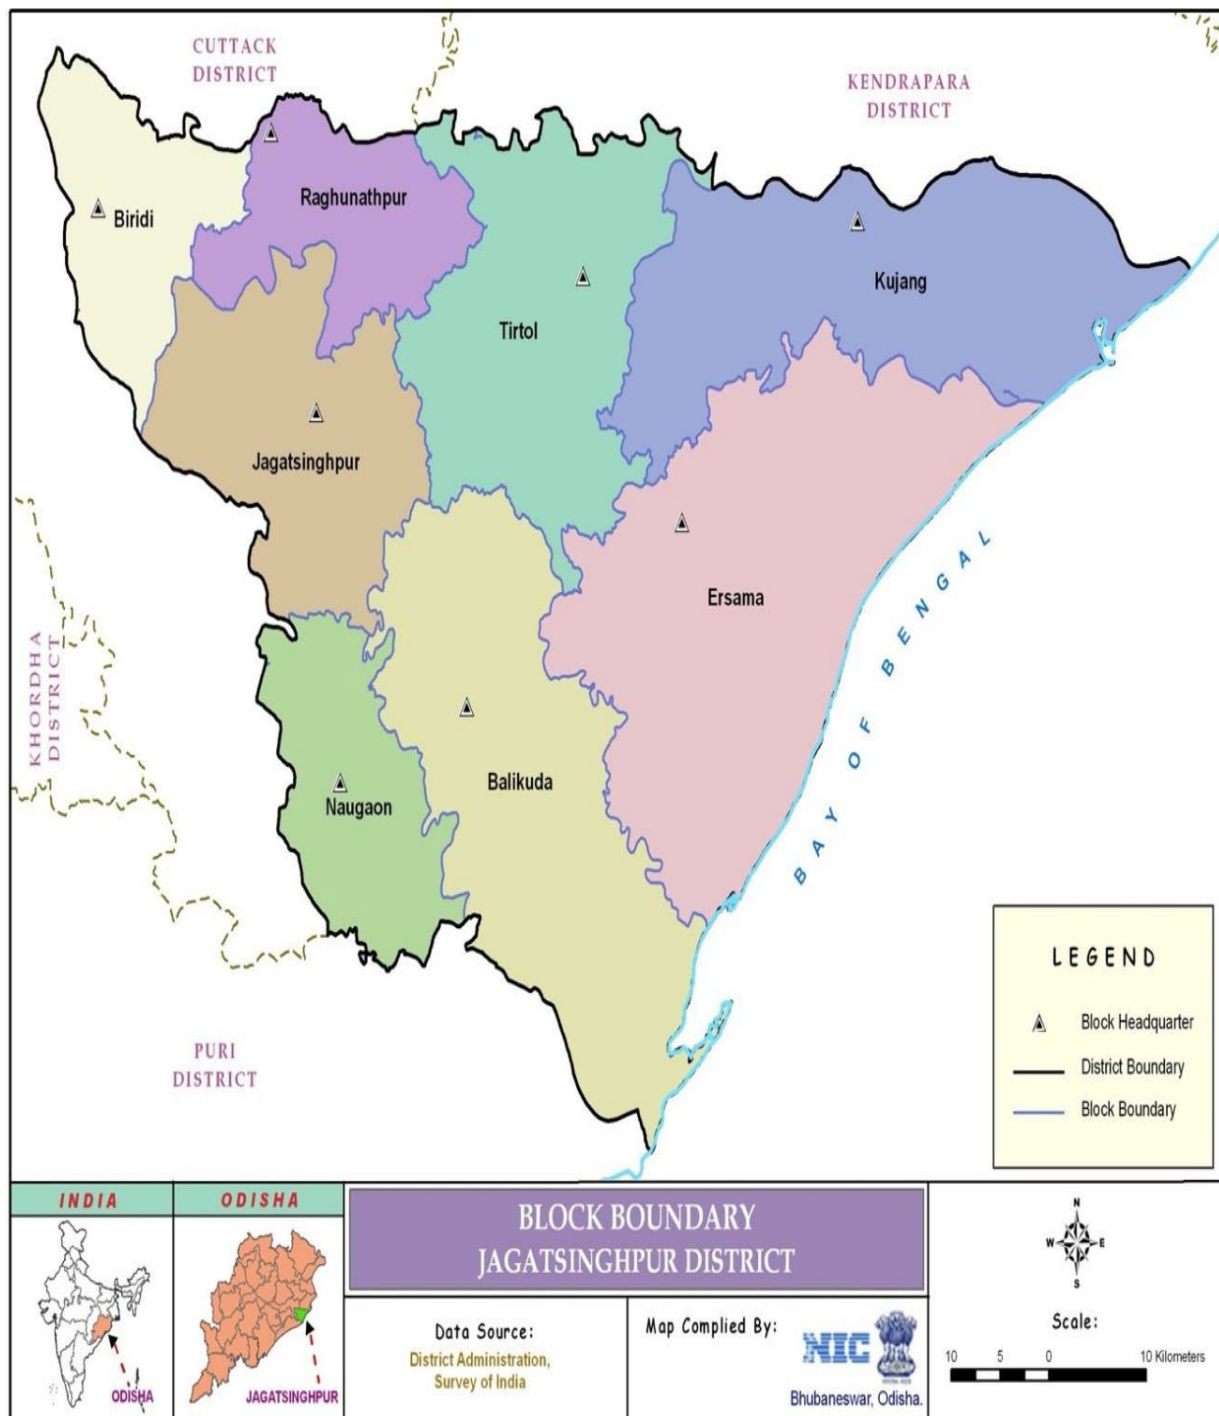 CUTTACK
DISTRICT
KENDRAPARA
DISTRICT
Raghunathpur
Biridi
Kujang
Tirtol
Jagatsinghpur
Ersama
KHORDHA
DISTRICT
BAY OF BENGAL
Balikuda
Naugaon
PURI
DISTRICT
LEGEND
Block Headquarter
District Boundary
Block Boundary
INDIA
ODISHA
ODISHA
JAGATSINGHPUR
BLOCK BOUNDARY
JAGATSINGHPUR DISTRICT
Data Source:
District Administration,
Survey of India
Map Complied By:
NIC
Bhubaneswar, Odisha.
N
W E
S
Scale:
10 5 0 10 Kilometers